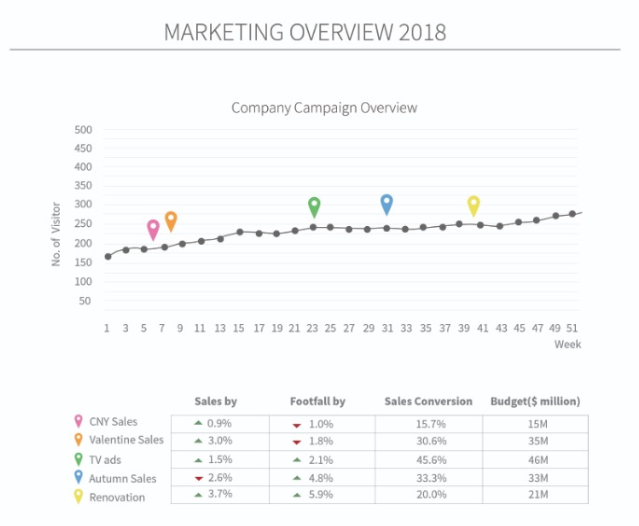 MARKETING OVERVIEW 2018
Company Campaign Overview
500
450
400
350
300
250
200
150
100
50
No. of Visitor
1 3 5 7 9 11 13 15 17 19 21 23 25 27 29 31 33 35 37 39 41 43 45 47 49 51
Week
Sales by Footfall by Sales Conversion Budget($ million)
CNY Sales 0.9% 1.0% 15.7% 15M
Valentine Sales 3.0% 1.8% 30.6% 35M
TV ads 1.5% 2.1% 45.6% 46M
Autumn Sales 2.6% 4.8% 33.3% 33M
Renovation 3.7% 5.9% 20.0% 21M